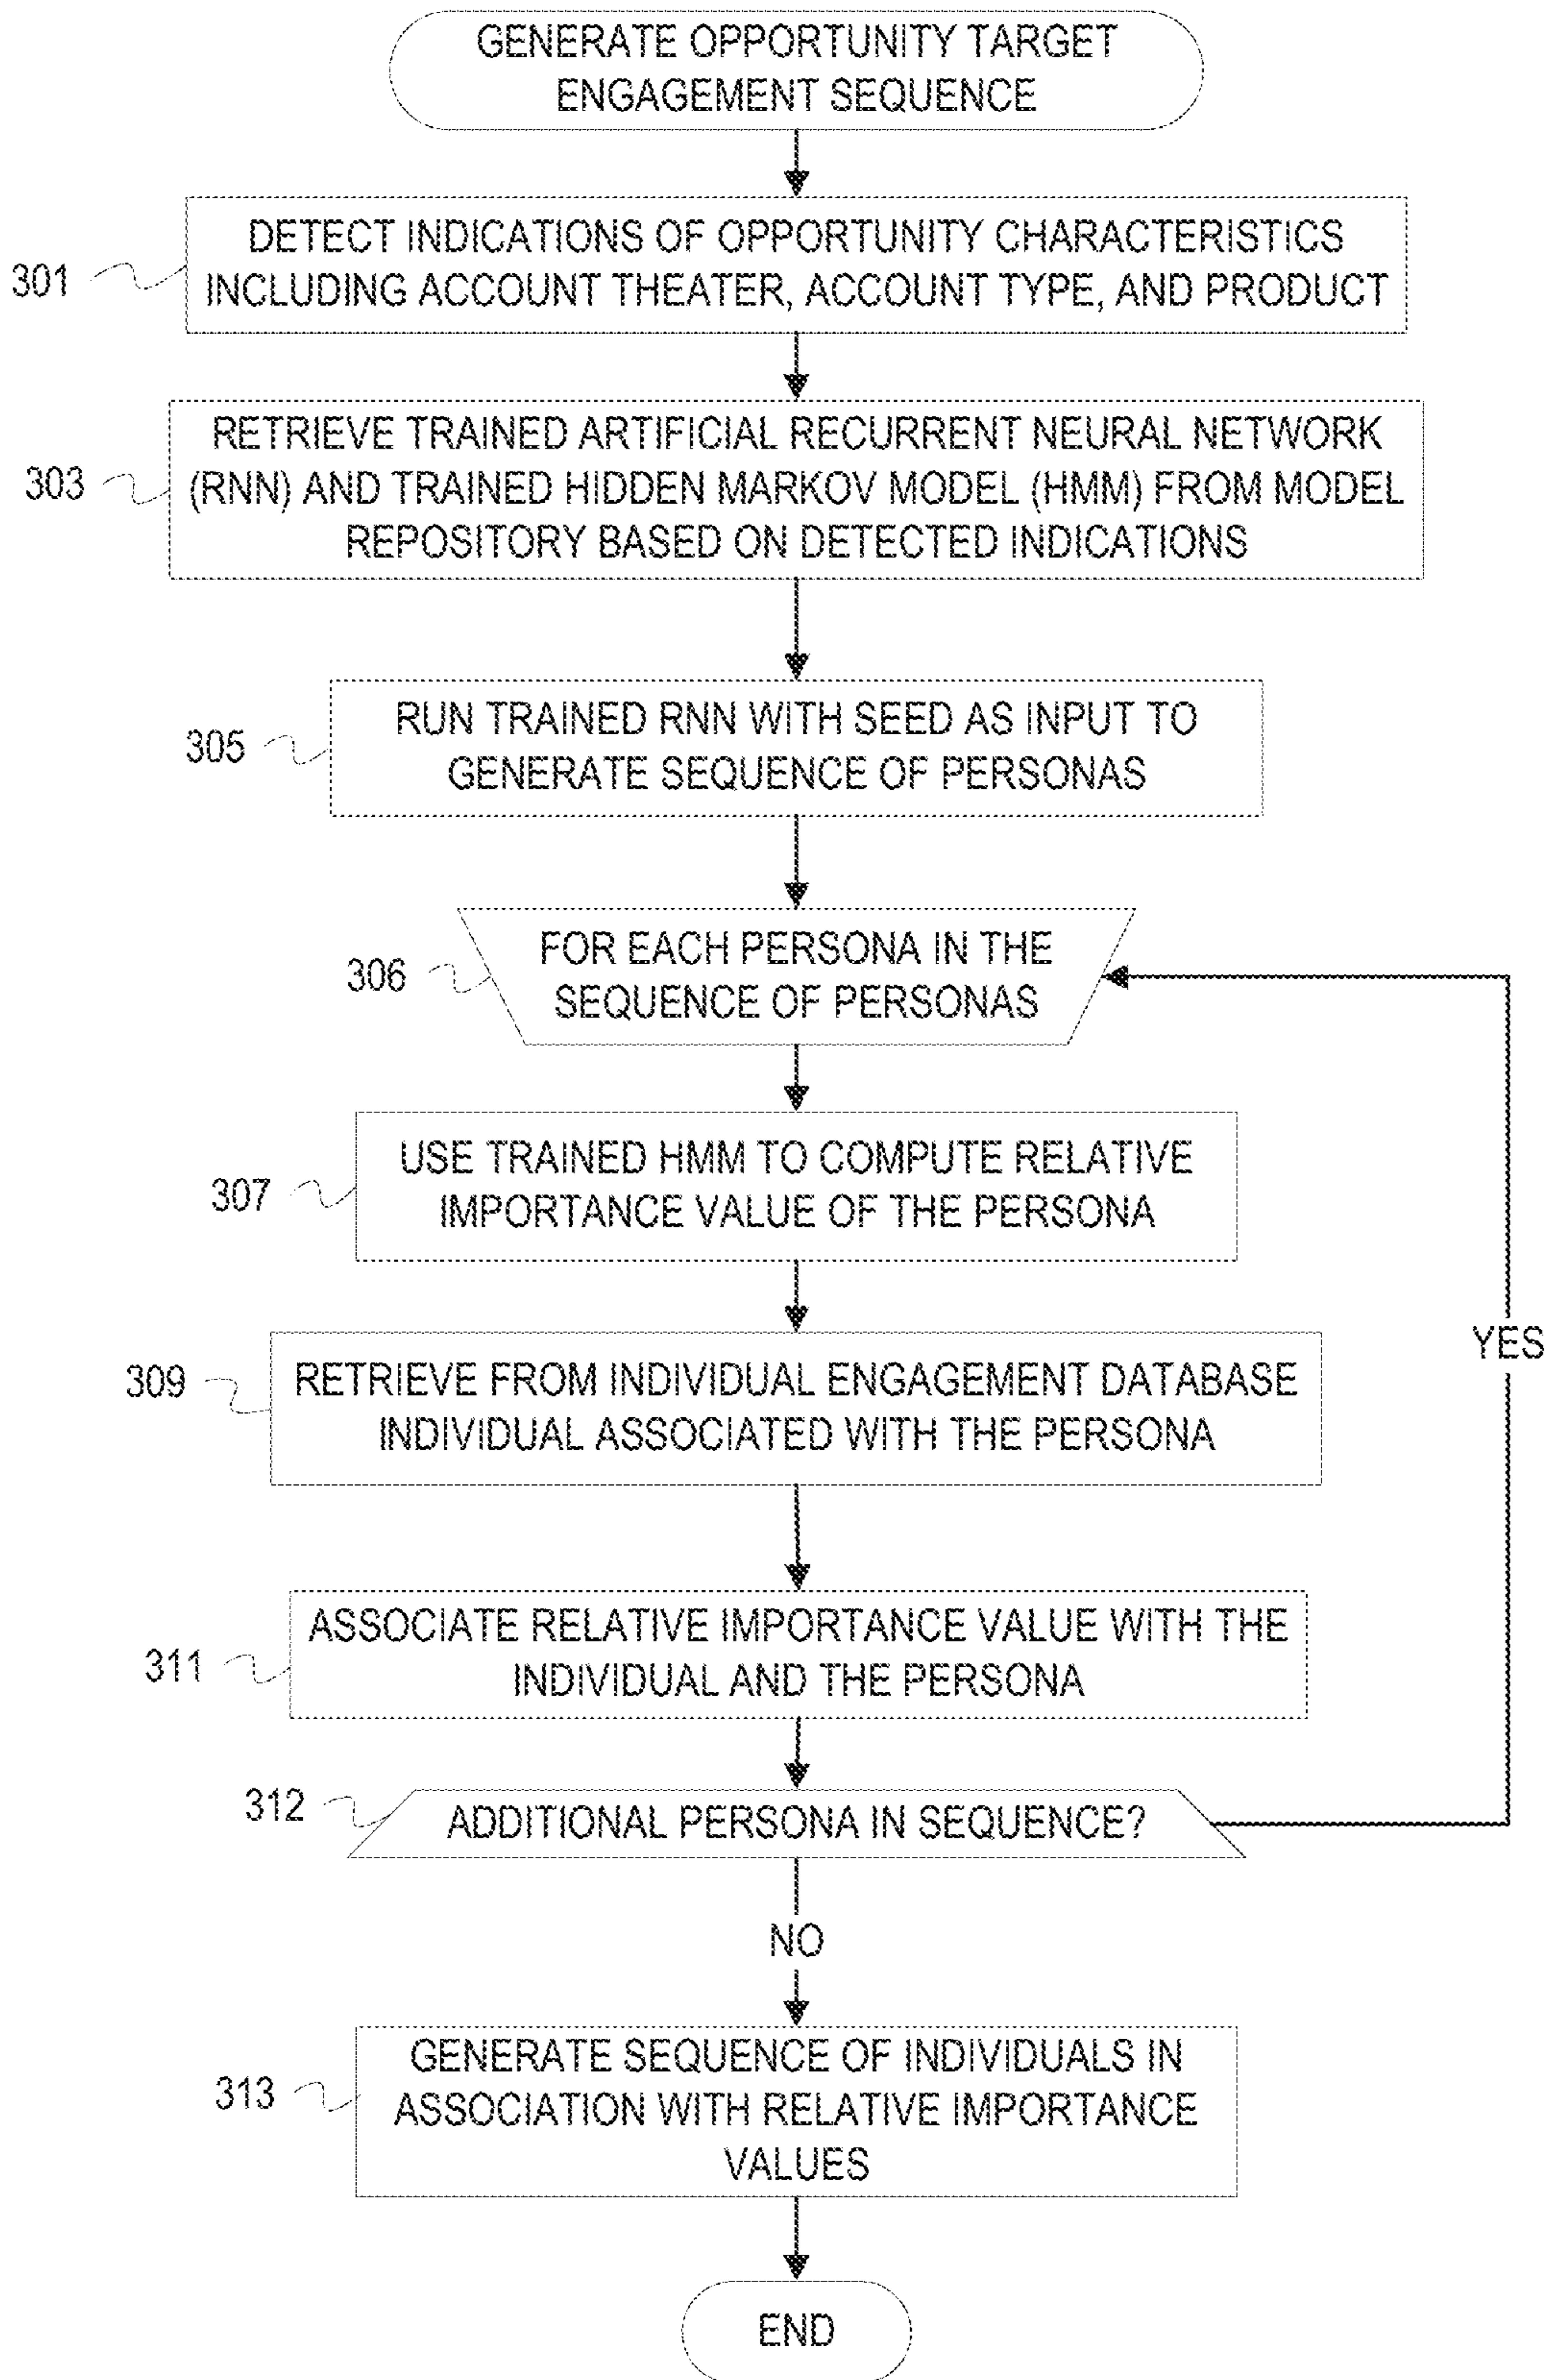 GENERATE OPPORTUNITY TARGET
ENGAGEMENT SEQUENCE
301
DETECT INDICATIONS OF OPPORTUNITY CHARACTERISTICS
INCLUDING ACCOUNT THEATER, ACCOUNT TYPE, AND PRODUCT
303
RETRIEVE TRAINED ARTIFICIAL RECURRENT NEURAL NETWORK
(RNN) AND TRAINED HIDDEN MARKOV MODEL (HMM) FROM MODEL
REPOSITORY BASED ON DETECTED INDICATIONS
305
RUN TRAINED RNN WITH SEED AS INPUT TO
GENERATE SEQUENCE OF PERSONAS
306
FOR EACH PERSONA IN THE
SEQUENCE OF PERSONAS
307
USE TRAINED HMM TO COMPUTE RELATIVE
IMPORTANCE VALUE OF THE PERSONA
YES
309
RETRIEVE FROM INDIVIDUAL ENGAGEMENT DATABASE
INDIVIDUAL ASSOCIATED WITH THE PERSONA
311
ASSOCIATE RELATIVE IMPORTANCE VALUE WITH THE
INDIVIDUAL AND THE PERSONA
312
ADDITIONAL PERSONA IN SEQUENCE?
NO
313
GENERATE SEQUENCE OF INDIVIDUALS IN
ASSOCIATION WITH RELATIVE IMPORTANCE
VALUES
END